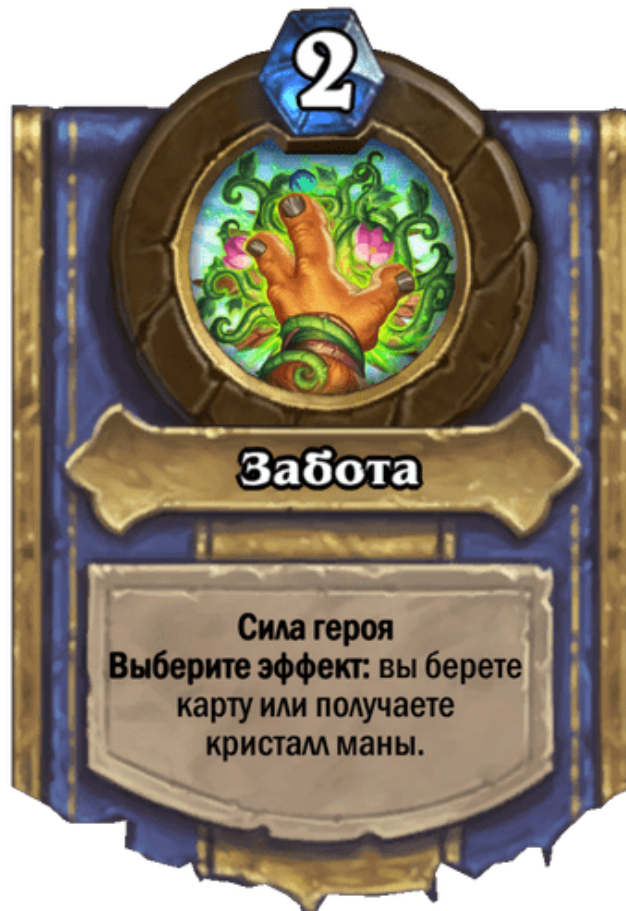 2
Забота
Сила героя
Выберите эффект: вы берете
карту или получаете
кристалл маны.